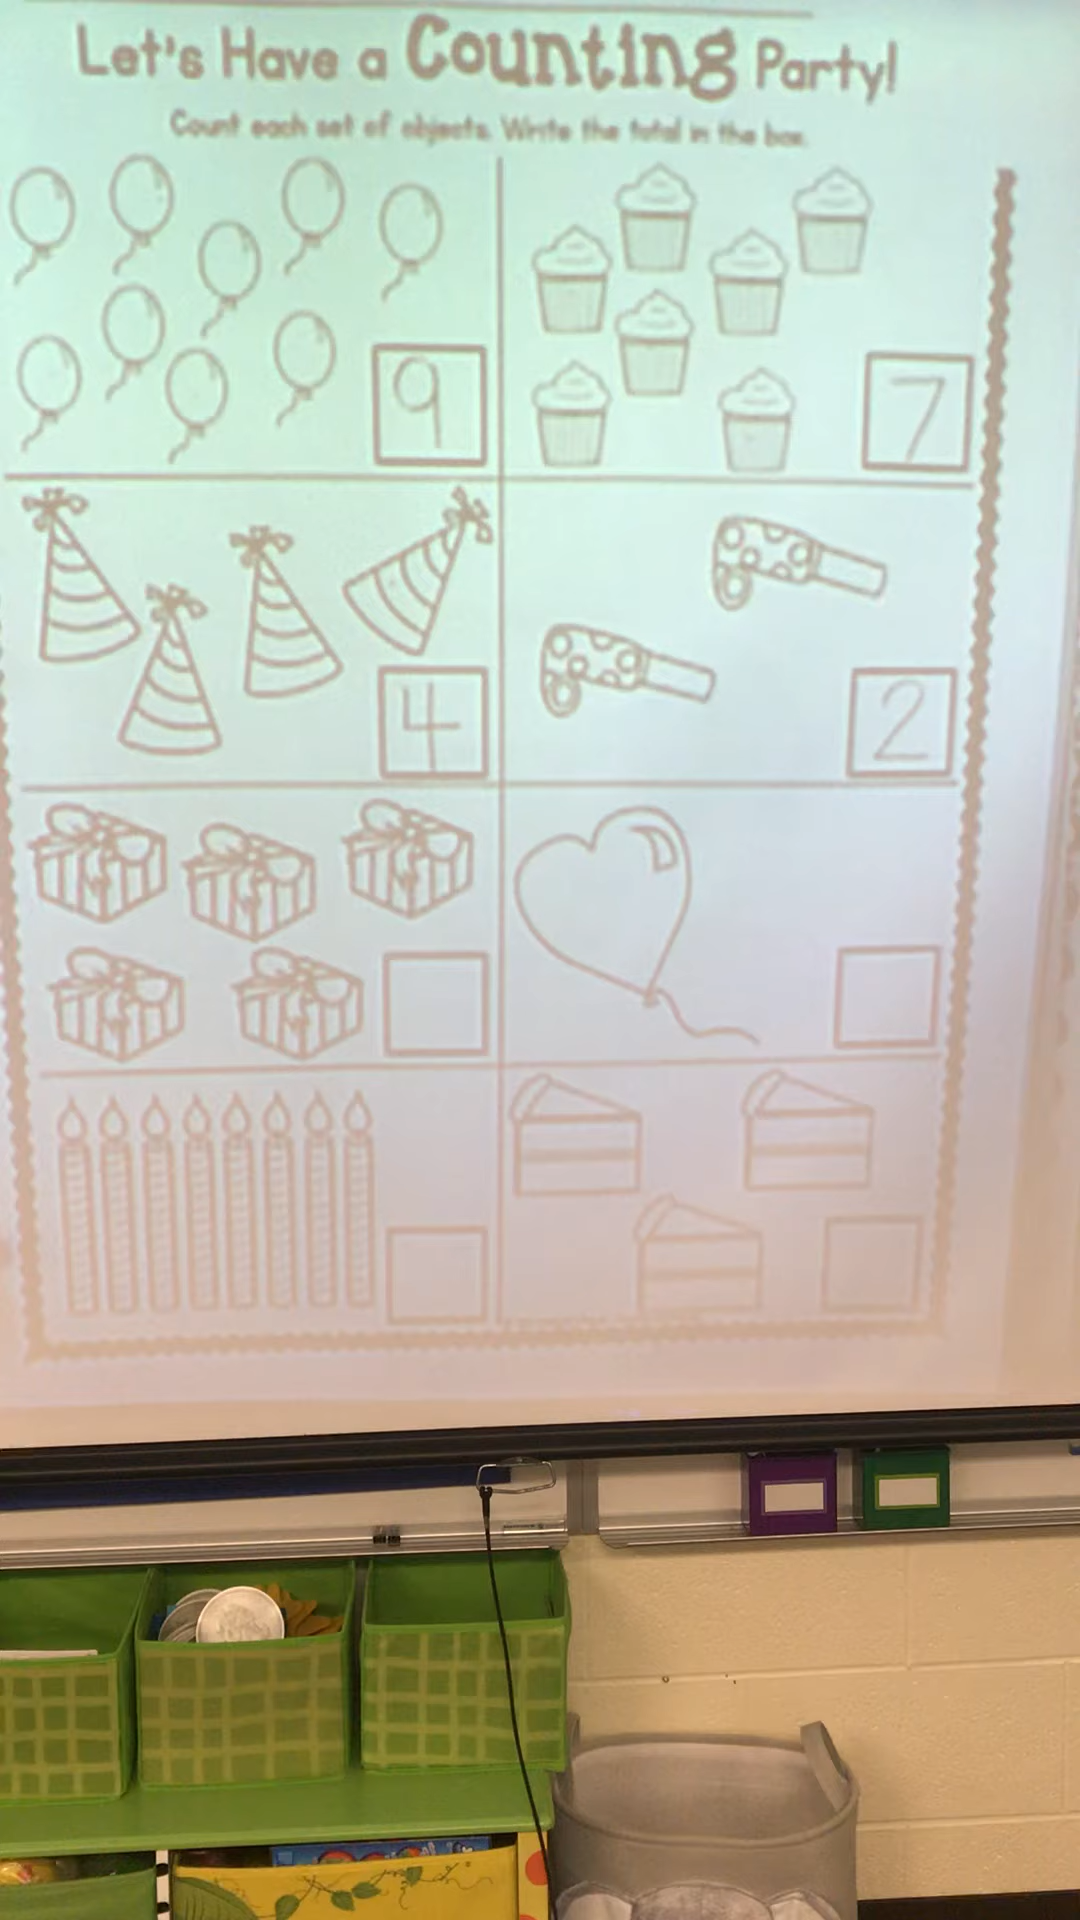 Let's Have a Counting Party!
Count each set of objects. Write the total in the box.
9
7
4
2